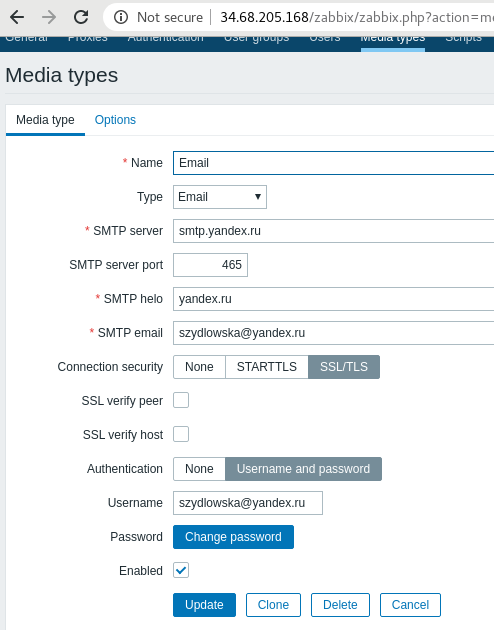 Not secure | 34.68.205.168/zabbix/zabbix.php?action=me
General Proxies Authentication User groups Users Media types Scripts
Media types
Media type Options
* Name Email
Type Email
* SMTP server smtp.yandex.ru
SMTP server port 465
* SMTP helo yandex.ru
* SMTP email szydlowska@yandex.ru
Connection security None STARTTLS SSL/TLS
SSL verify peer
SSL verify host
Authentication None Username and password
Username szydlowska@yandex.ru
Password Change password
Enabled
Update Clone Delete Cancel